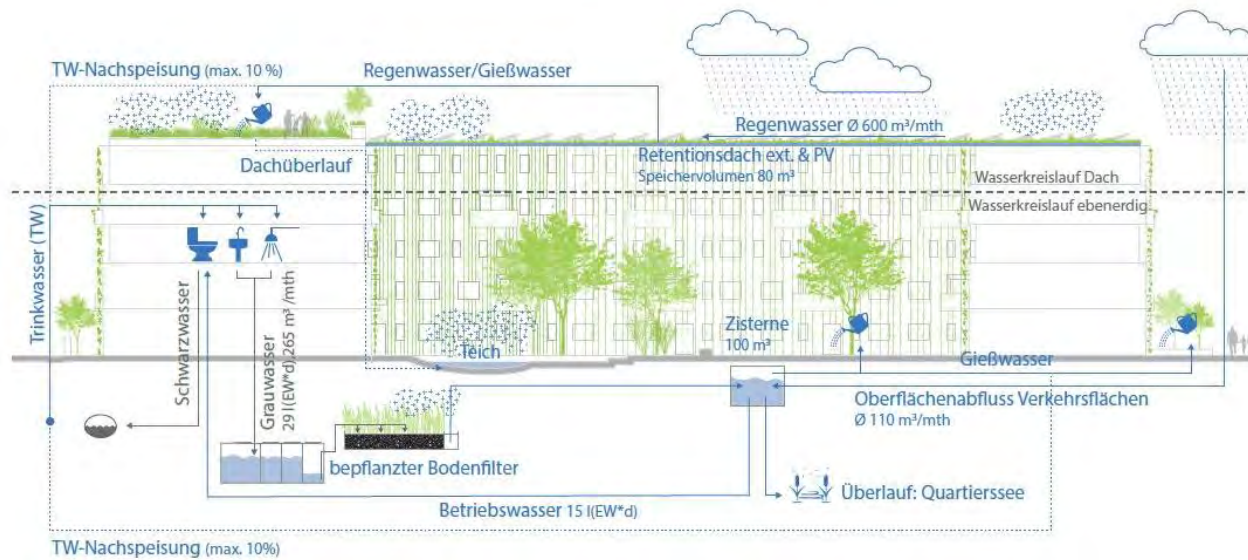 TW-Nachspeisung (max. 10 %)
Regenwasser/Gießwasser
Regenwasser Ø 600 m³/mth
Dachüberlauf
Retentionsdach ext. & PV
Speichervolumen 80 m³
Wasserkreislauf Dach
Wasserkreislauf ebenerdig
Trinkwasser (TW)
Schwarzwasser
Grauwasser
29 l(EW*d),265 m³/mth
Teich
Zisterne
100 m³
Gießwasser
Oberflächenabfluss Verkehrsflächen
Ø 110 m³/mth
bepflanzter Bodenfilter
Überlauf: Quartierssee
Betriebswasser 15 l(EW*d)
TW-Nachspeisung (max. 10%)